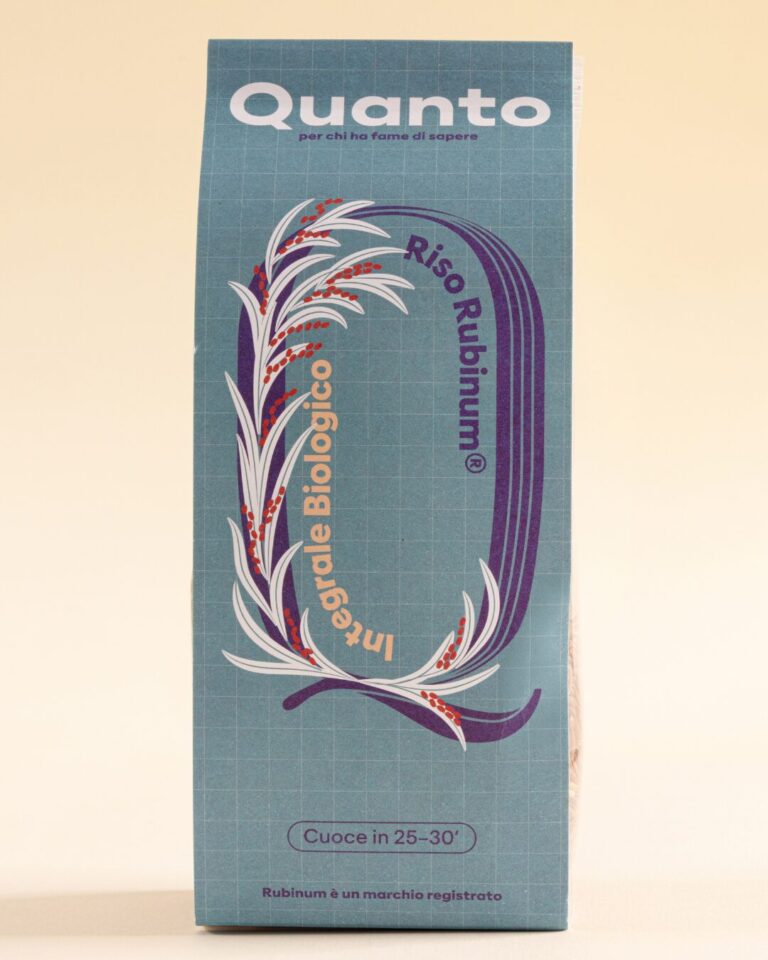 Quanto
per chi ha fame di sapere
Riso Rubinum®
Integrale Biologico
Cuoce in 25–30’
Rubinum è un marchio registrato